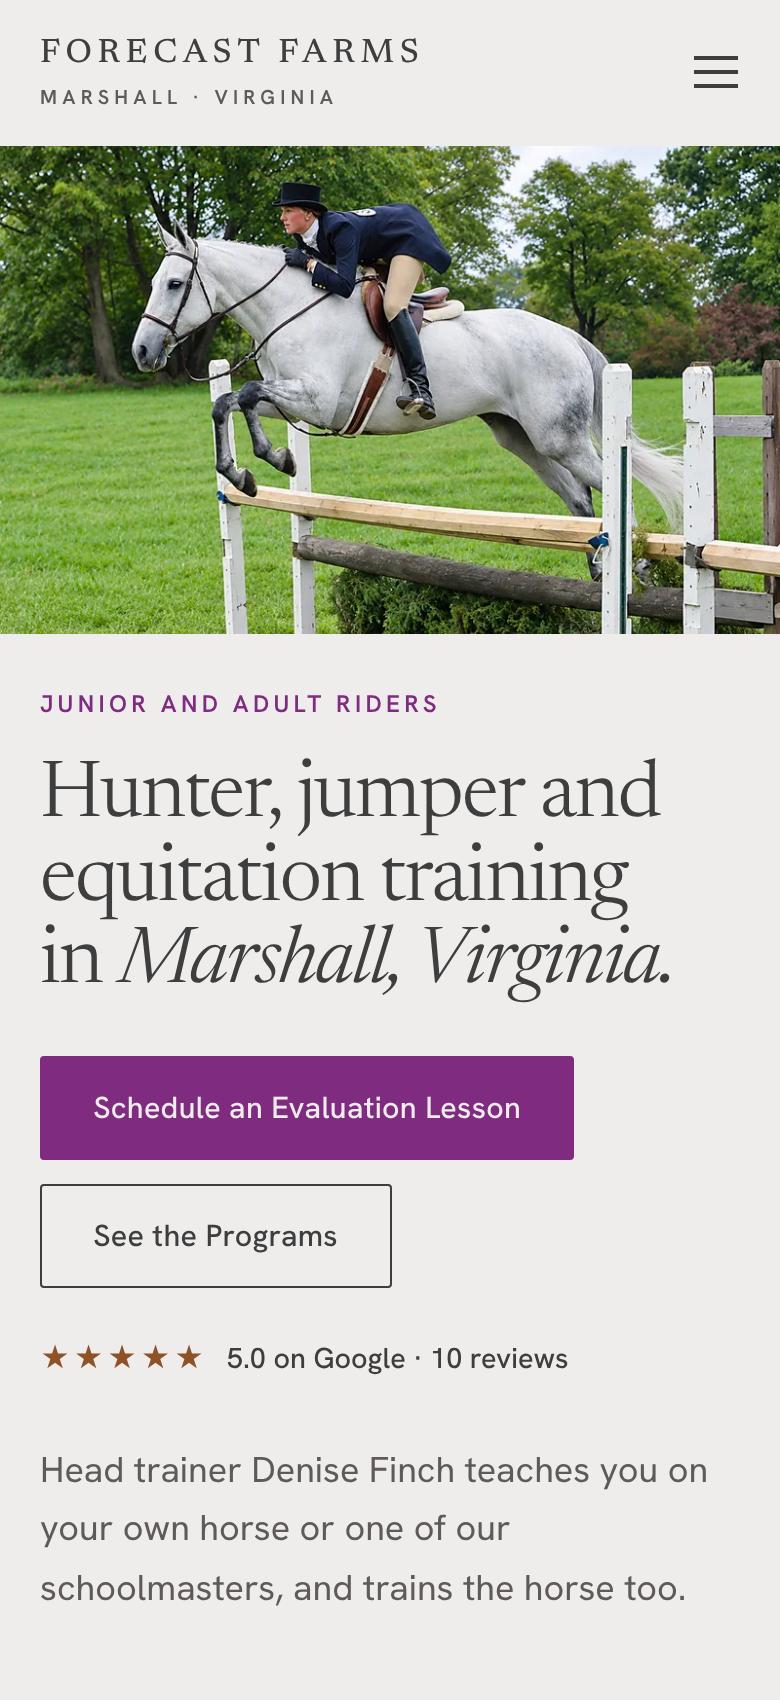 FORECAST FARMS
MARSHALL · VIRGINIA
JUNIOR AND ADULT RIDERS
Hunter, jumper and
equitation training
in Marshall, Virginia.
Schedule an Evaluation Lesson
See the Programs
★★★★★ 5.0 on Google · 10 reviews
Head trainer Denise Finch teaches you on
your own horse or one of our
schoolmasters, and trains the horse too.